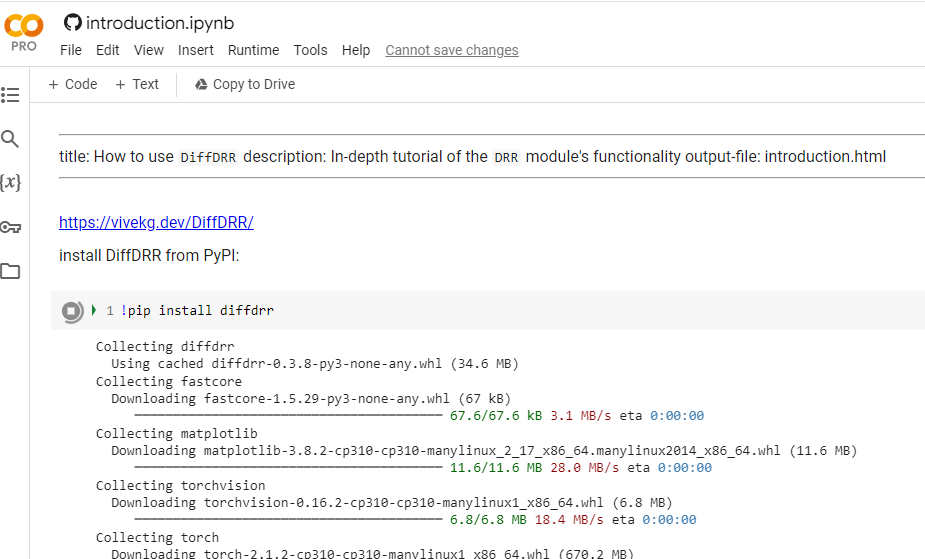 CO
PRO
introduction.ipynb
File Edit View Insert Runtime Tools Help Cannot save changes
+ Code + Text Copy to Drive
title: How to use DiffDRR description: In-depth tutorial of the DRR module's functionality output-file: introduction.html
{x}
https://vivekg.dev/DiffDRR/
install DiffDRR from PyPI:
1 !pip install diffdrr
Collecting diffdrr
Using cached diffdrr-0.3.8-py3-none-any.whl (34.6 MB)
Collecting fastcore
Downloading fastcore-1.5.29-py3-none-any.whl (67 kB)
67.6/67.6 kB 3.1 MB/s eta 0:00:00
Collecting matplotlib
Downloading matplotlib-3.8.2-cp310-cp310-manylinux_2_17_x86_64.manylinux2014_x86_64.whl (11.6 MB)
11.6/11.6 MB 28.0 MB/s eta 0:00:00
Collecting torchvision
Downloading torchvision-0.16.2-cp310-cp310-manylinux1_x86_64.whl (6.8 MB)
6.8/6.8 MB 18.4 MB/s eta 0:00:00
Collecting torch
Downloading torch-2.1.2-cp310-cp310-manylinux1_x86_64.whl (670.2 MB)